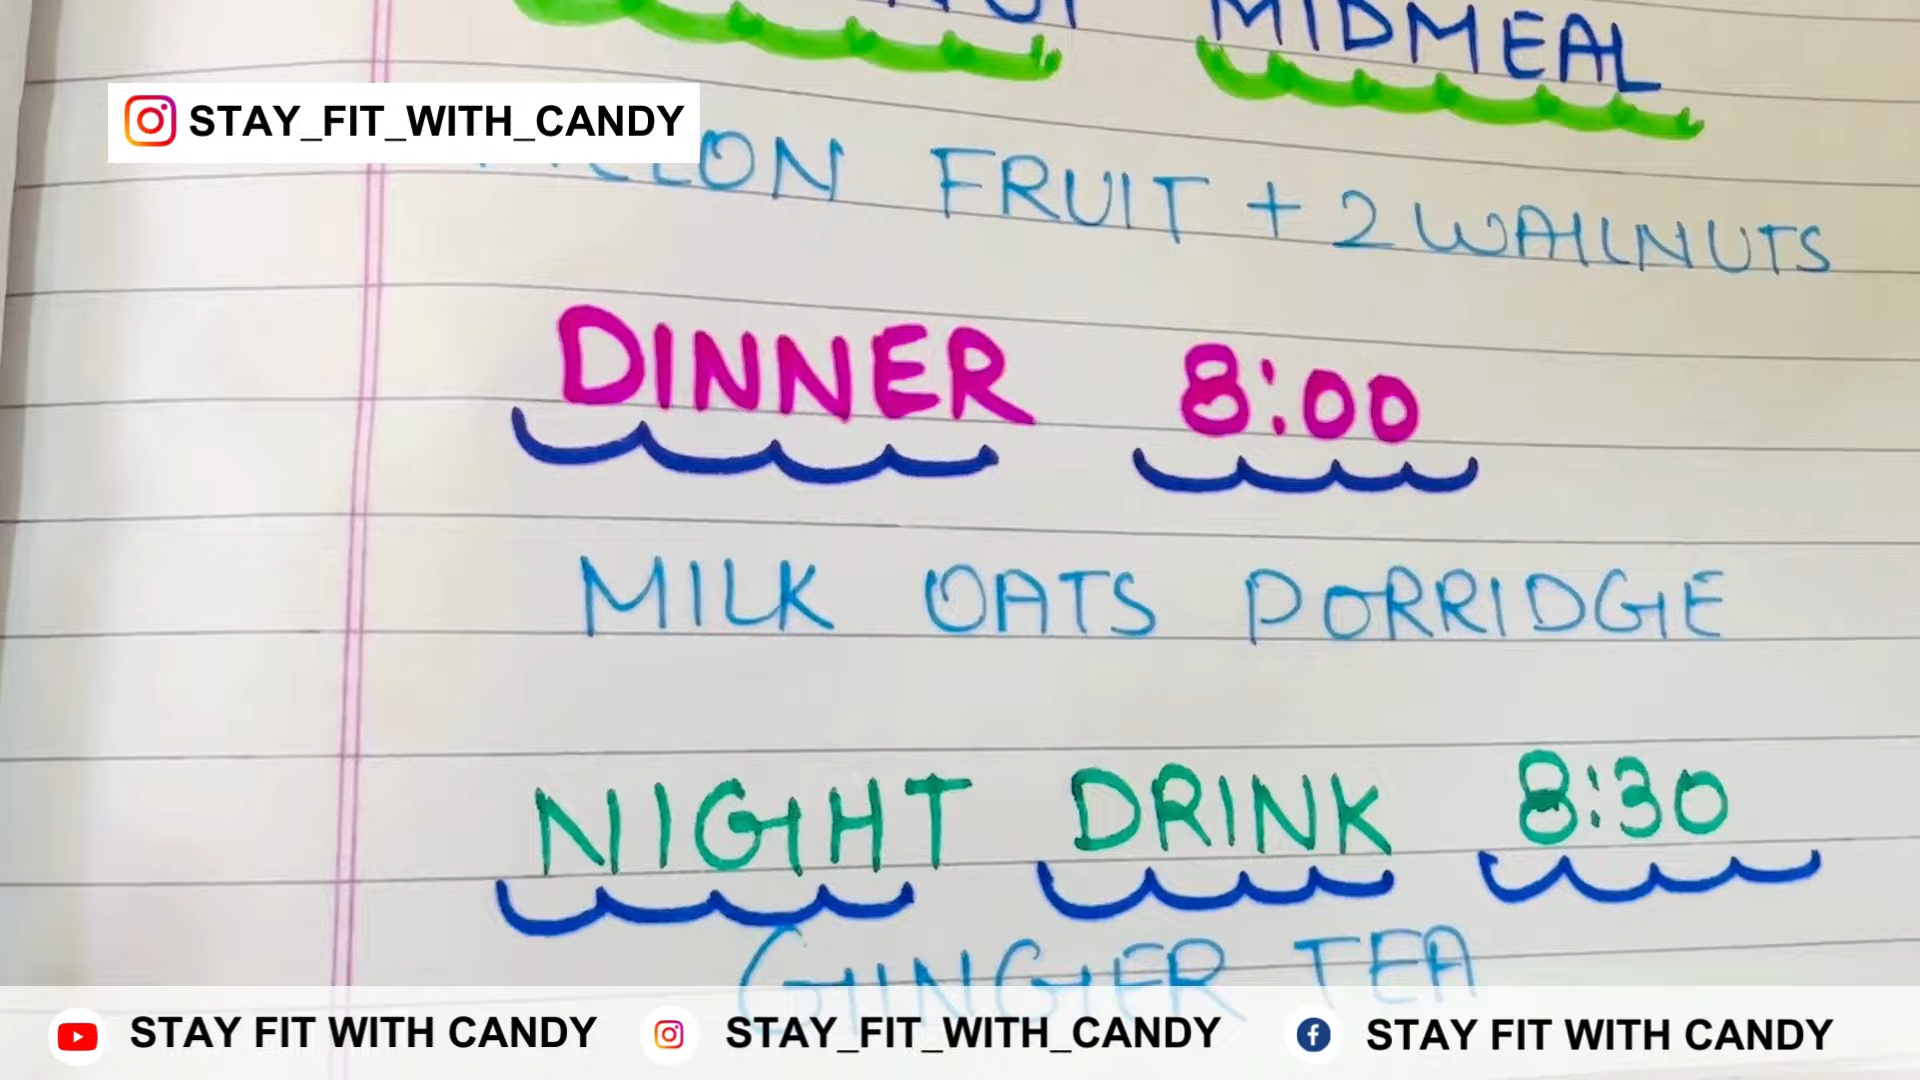 MIDMEAL
STAY_FIT_WITH_CANDY
FRUIT + 2 WALNUTS
DINNER 8:00
MILK OATS PORRIDGE
NIGHT DRINK 8:30
GINGER TEA
STAY FIT WITH CANDY STAY_FIT_WITH_CANDY STAY FIT WITH CANDY